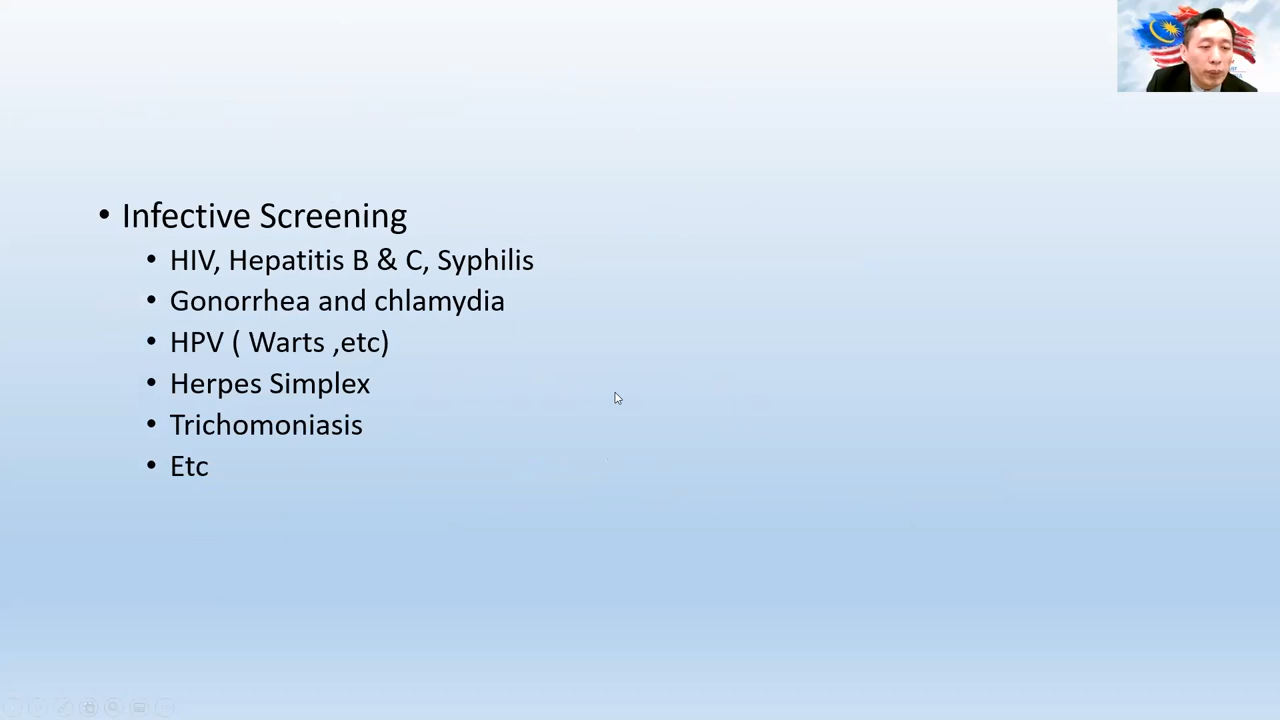 • Infective Screening
• HIV, Hepatitis B & C, Syphilis
• Gonorrhea and chlamydia
• HPV ( Warts ,etc)
• Herpes Simplex
• Trichomoniasis
• Etc